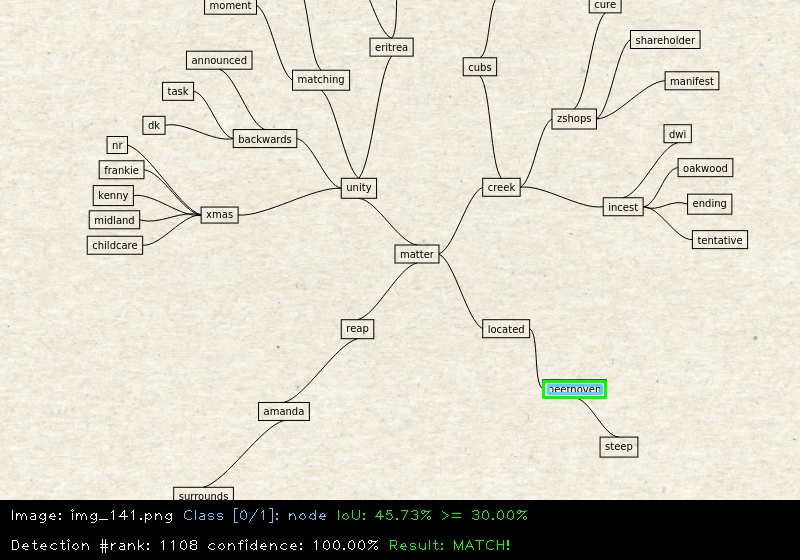 moment
cure
eritrea
shareholder
announced
cubs
matching
manifest
task
zshops
dk
backwards
dwi
nr
frankie
oakwood
unity
creek
kenny
ending
incest
xmas
midland
tentative
childcare
matter
reap
located
beethoven
amanda
steep
surrounds
Image: img_141.png Class [0/1]: node IoU: 45.73% >= 30.00%
Detection #rank: 1108 confidence: 100.00% Result: MATCH!